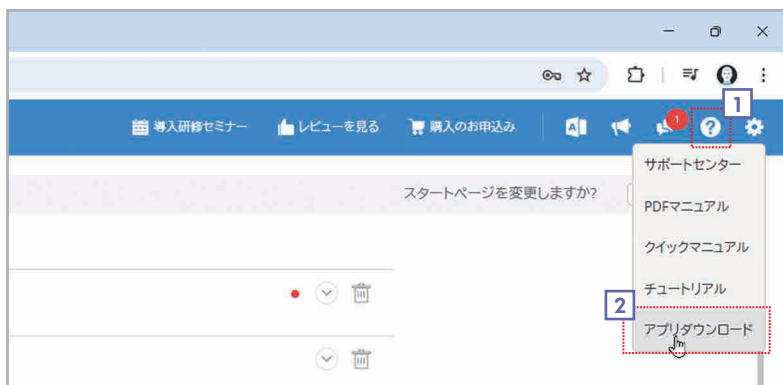 導入研修セミナー レビューを見る 購入のお申込み A 1 ?
1
スタートページを変更しますか?
サポートセンター
PDFマニュアル
クイックマニュアル
チュートリアル
2
アプリダウンロード